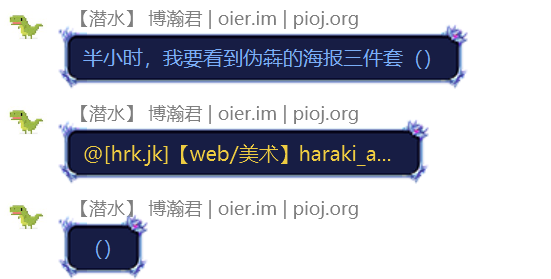 【潜水】 博瀚君 | oier.im | pioj.org
半小时，我要看到伪犇的海报三件套（）
【潜水】 博瀚君 | oier.im | pioj.org
@[hrk.jk]【web/美术】haraki_a...
【潜水】 博瀚君 | oier.im | pioj.org
（）